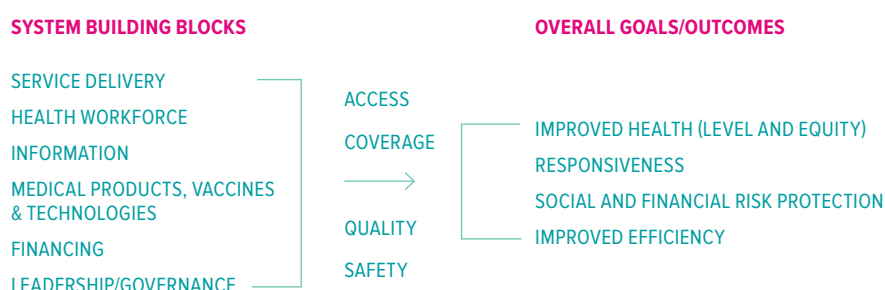 SYSTEM BUILDING BLOCKS
SERVICE DELIVERY
HEALTH WORKFORCE
INFORMATION
MEDICAL PRODUCTS, VACCINES
& TECHNOLOGIES
FINANCING
LEADERSHIP/GOVERNANCE
ACCESS
COVERAGE
QUALITY
SAFETY
OVERALL GOALS/OUTCOMES
IMPROVED HEALTH (LEVEL AND EQUITY)
RESPONSIVENESS
SOCIAL AND FINANCIAL RISK PROTECTION
IMPROVED EFFICIENCY